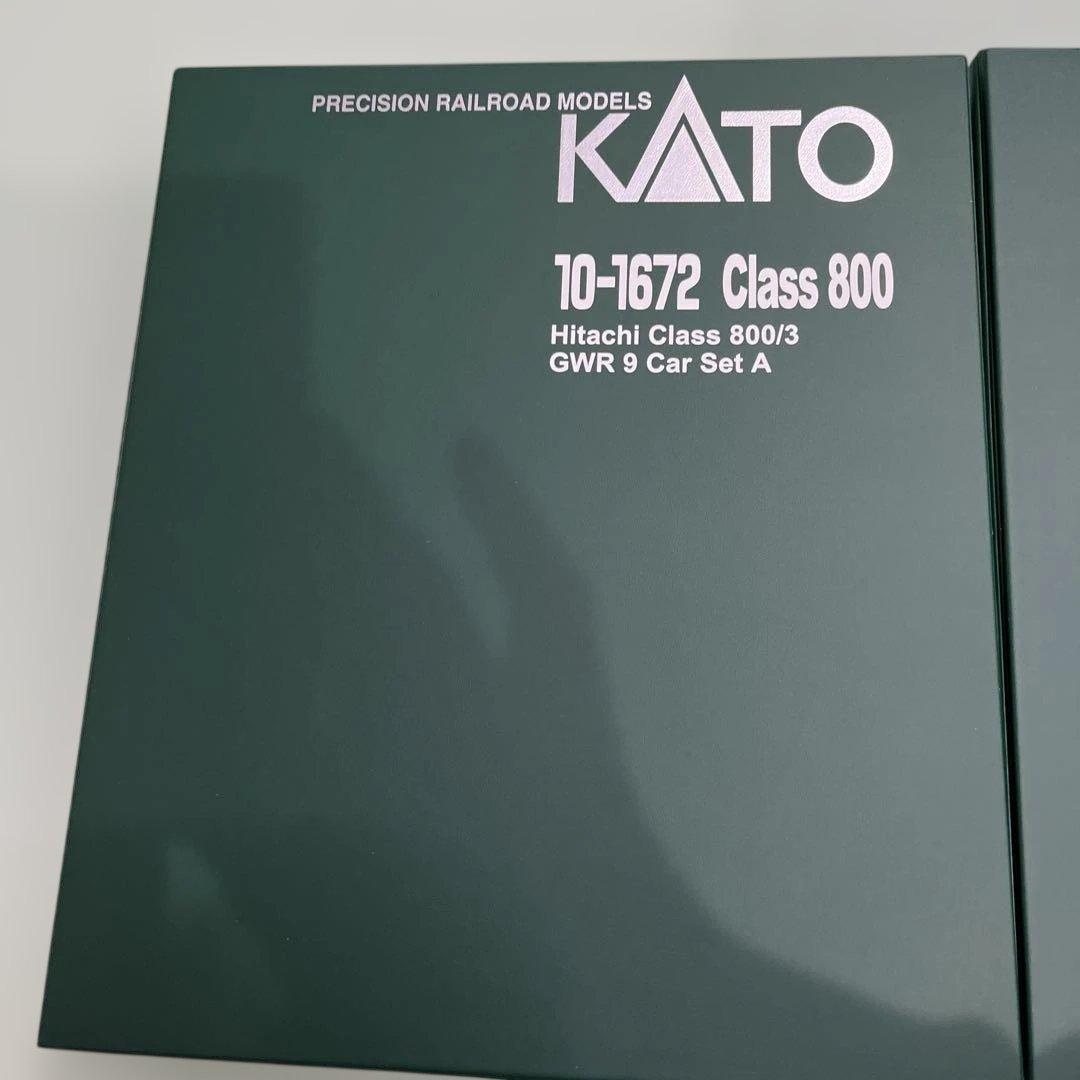 PRECISION RAILROAD MODELS
KATO
10-1672 Class 800
Hitachi Class 800/3
GWR 9 Car Set A